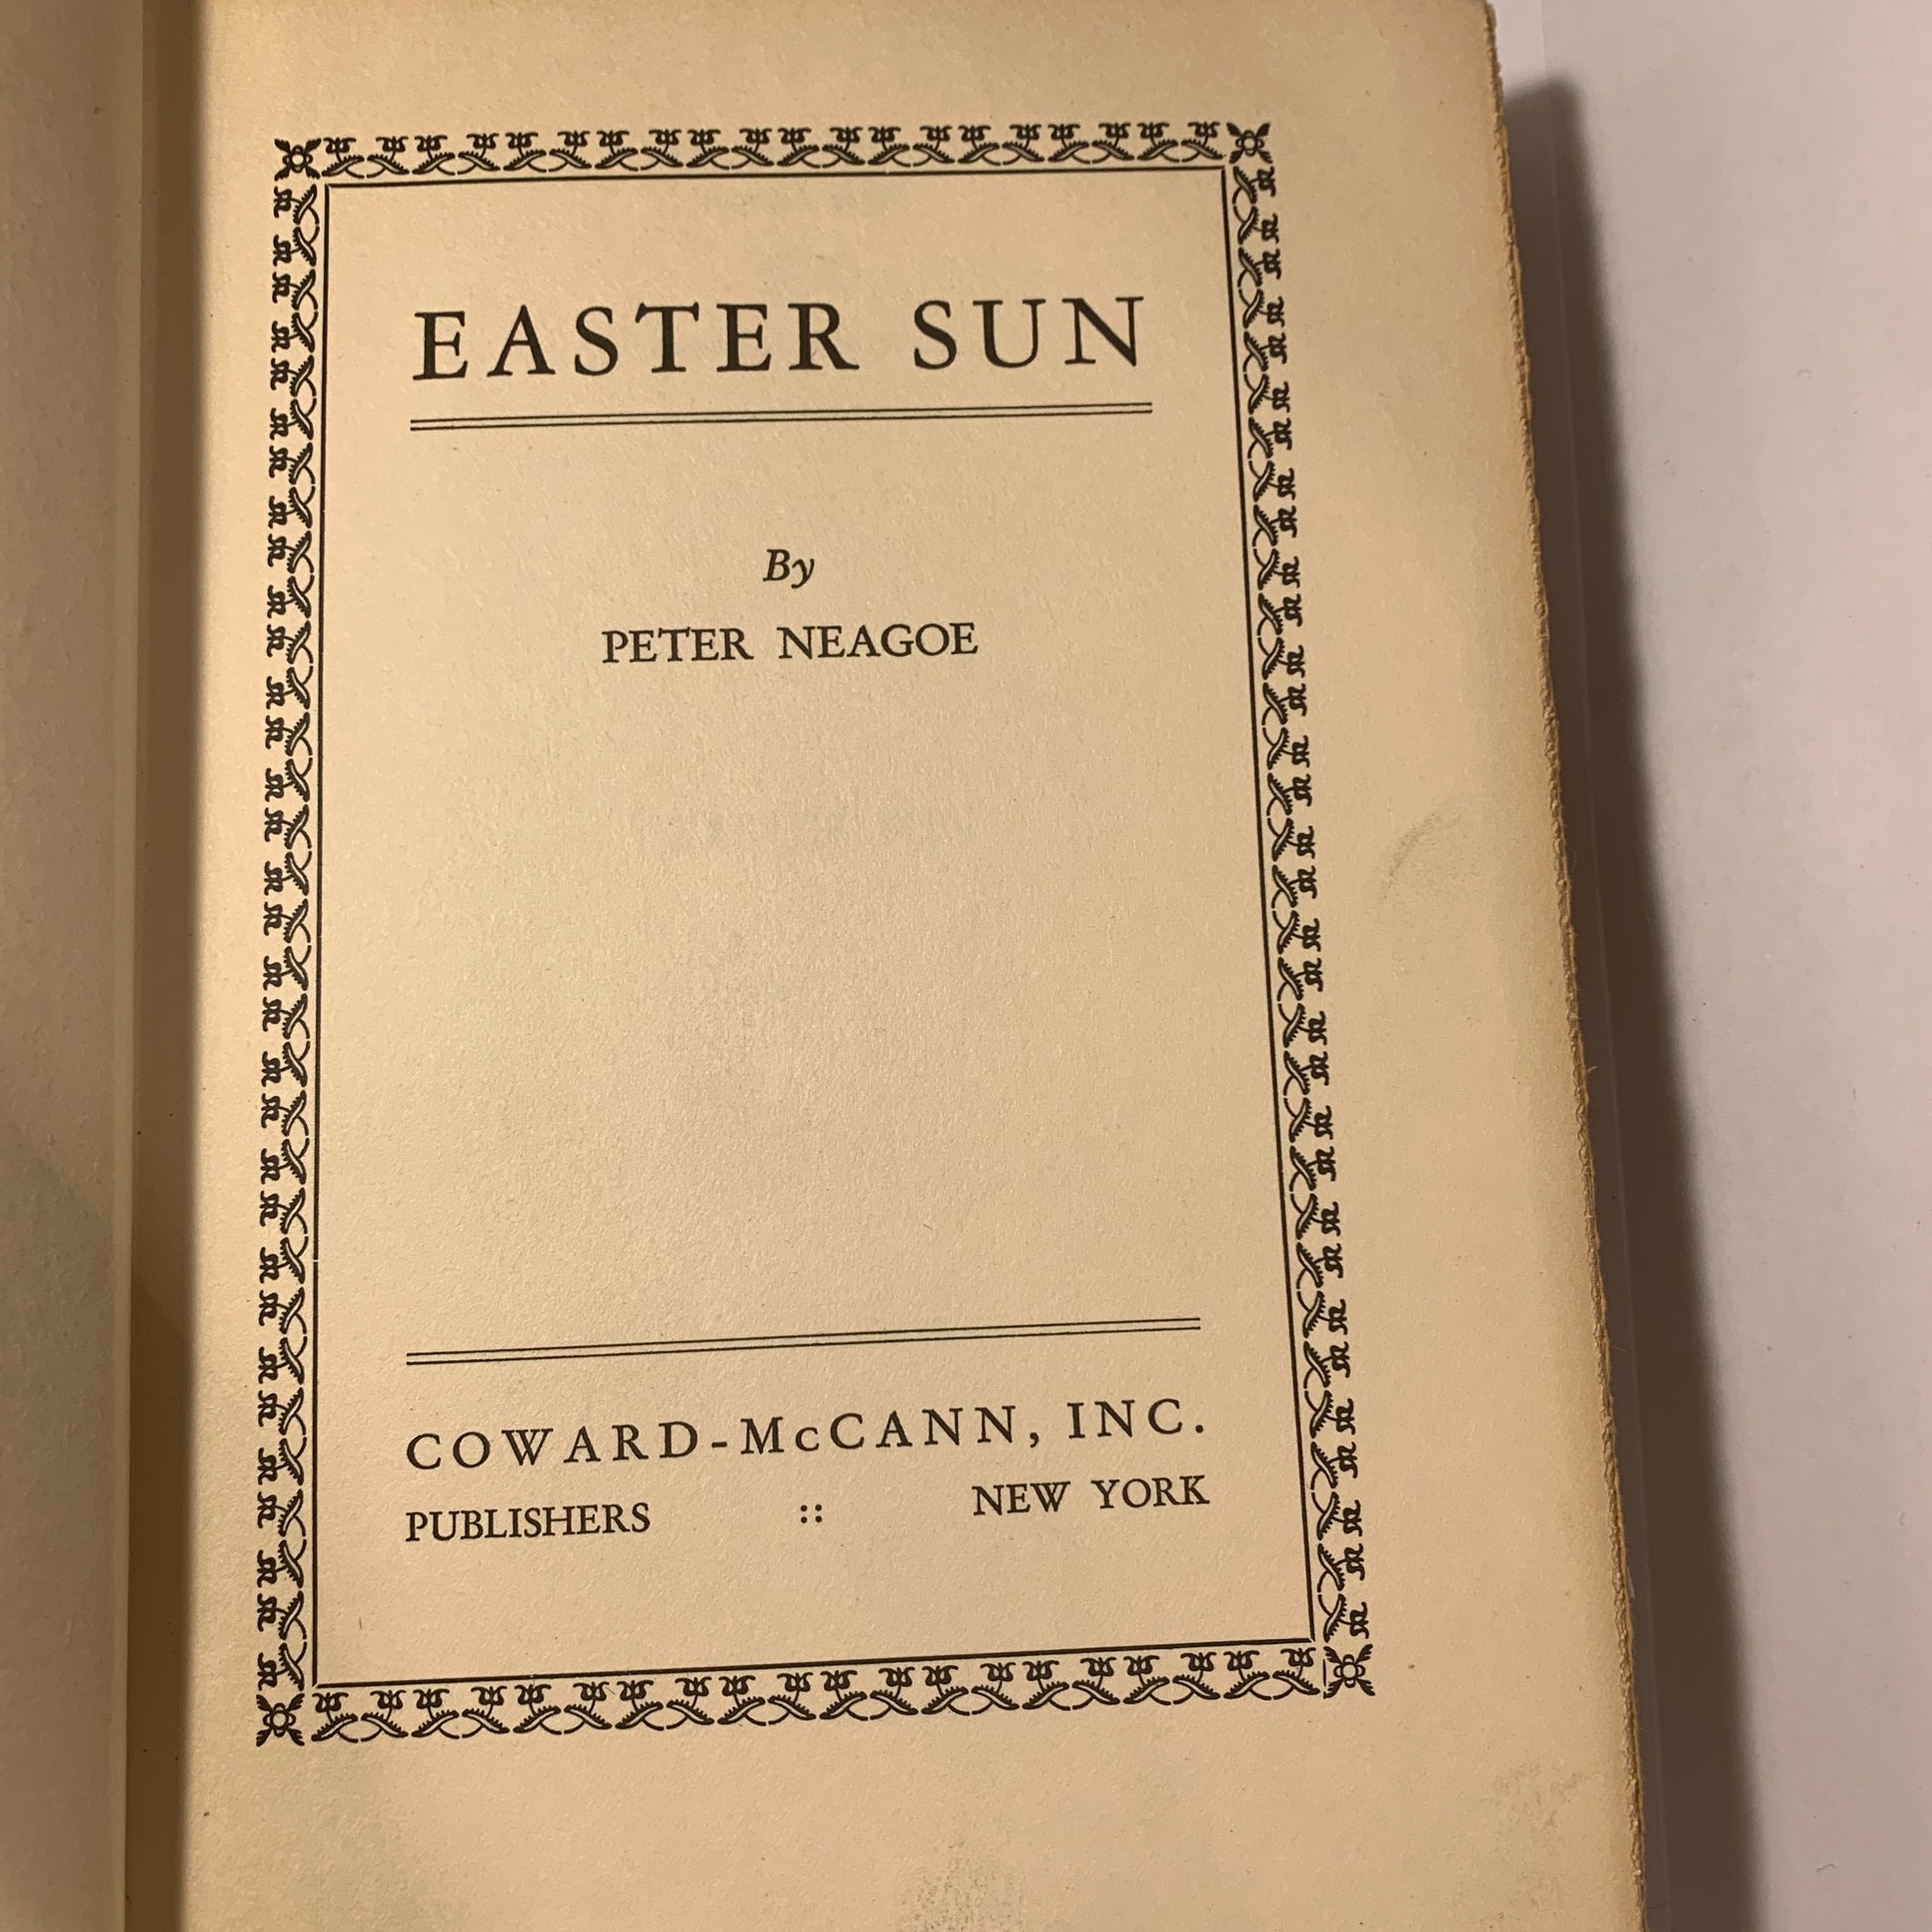 EASTER SUN
By
PETER NEAGOE
COWARD-McCANN, INC.
PUBLISHERS :: NEW YORK